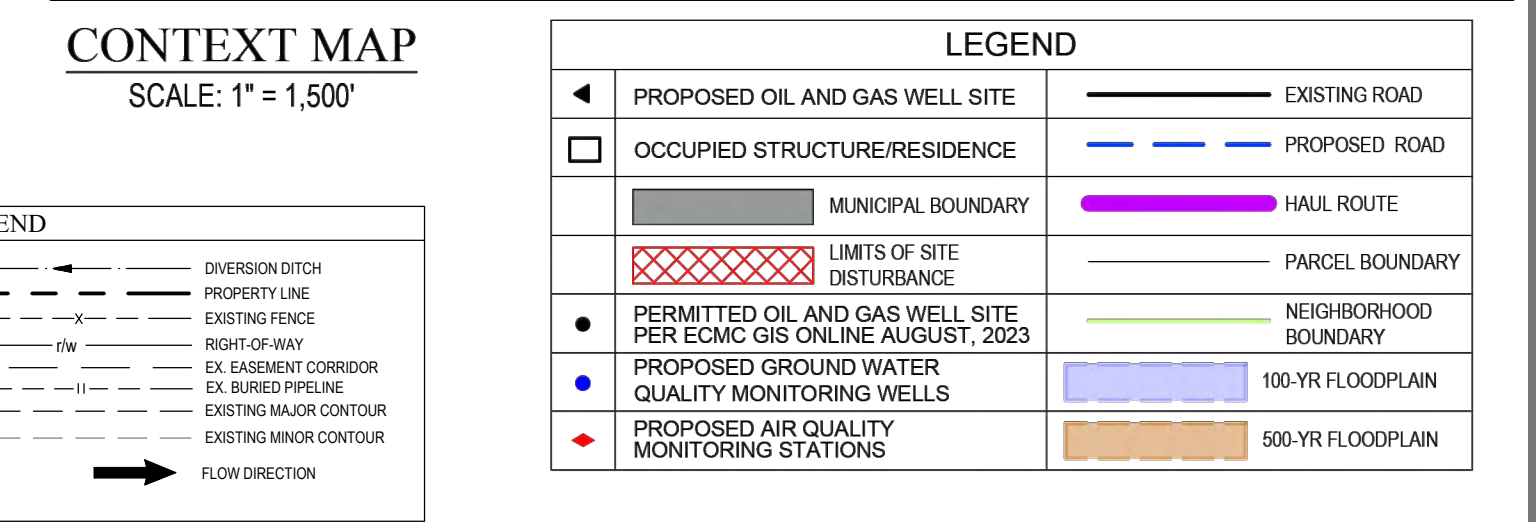 CONTEXT MAP
SCALE: 1" = 1,500'
END
DIVERSION DITCH
PROPERTY LINE
X
EXISTING FENCE
r/w
RIGHT-OF-WAY
EX. EASEMENT CORRIDOR
II
EX. BURIED PIPELINE
EXISTING MAJOR CONTOUR
EXISTING MINOR CONTOUR
FLOW DIRECTION
LEGEND
PROPOSED OIL AND GAS WELL SITE
EXISTING ROAD
OCCUPIED STRUCTURE/RESIDENCE
PROPOSED ROAD
MUNICIPAL BOUNDARY
HAUL ROUTE
LIMITS OF SITE
DISTURBANCE
PARCEL BOUNDARY
PERMITTED OIL AND GAS WELL SITE
PER ECMC GIS ONLINE AUGUST, 2023
NEIGHBORHOOD
BOUNDARY
PROPOSED GROUND WATER
QUALITY MONITORING WELLS
100-YR FLOODPLAIN
PROPOSED AIR QUALITY
MONITORING STATIONS
500-YR FLOODPLAIN